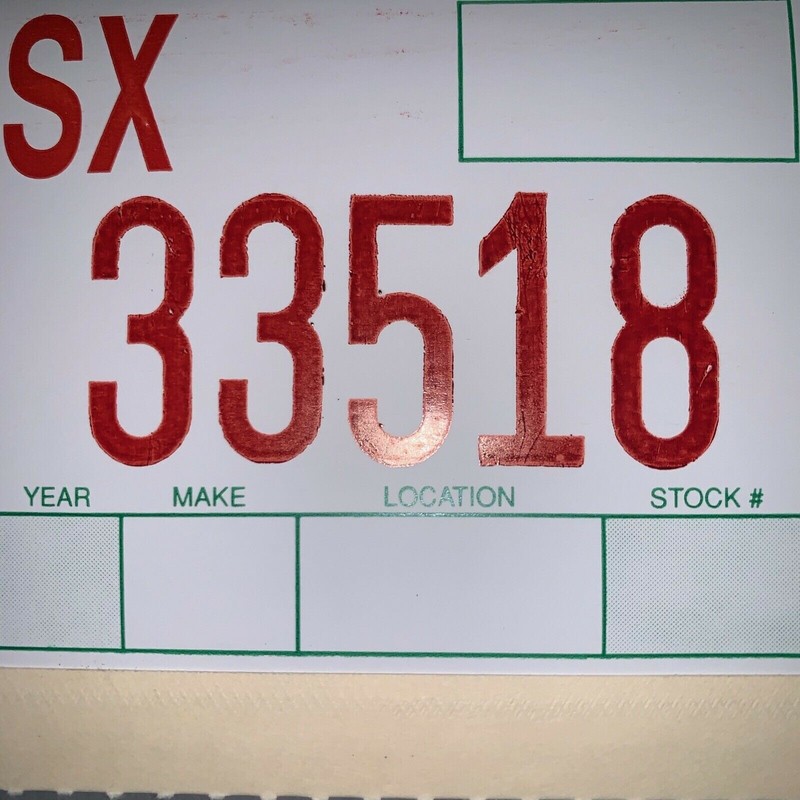 SX
33518
YEAR MAKE LOCATION STOCK #